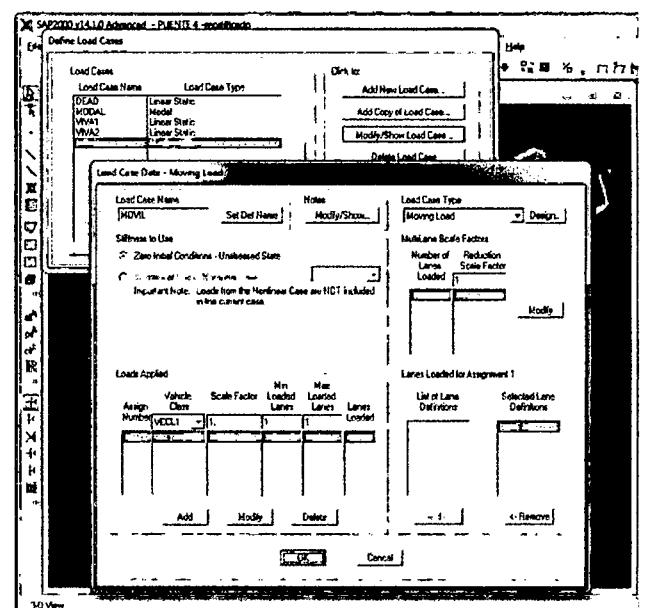 SAP2000 v14.1.0 Advanced - PUENTE 4 -modificado
Define Load Cases
Help
Load Cases
Load Case Name Load Case Type
DEAD Linear Static
MODAL Modal
VIVA1 Linear Static
VIVA2 Linear Static
Click to:
Add New Load Case...
Add Copy of Load Case...
Modify/Show Load Case...
Delete Load Case
Load Case Data - Moving Load
Load Case Name
MOVIL
Set Def Name
Notes
Modify/Show...
Load Case Type
Moving Load
Design...
Stiffness to Use
Zero Initial Conditions - Unstressed State
Important Note: Loads from the Nonlinear Case are NOT included
in the current case
MultiLane Scale Factors
Number of Lanes Loaded
Reduction Scale Factor
1
Modify
Loads Applied
Assign Number
Vehicle Class
Scale Factor
Min Loaded Lanes
Max Loaded Lanes
Lanes Loaded
VECL1 1. 1 1
Add
Modify
Delete
Lanes Loaded for Assignment 1
List of Lane Definitions
Selected Lane Definitions
<- Remove
OK
Cancel
3-D View